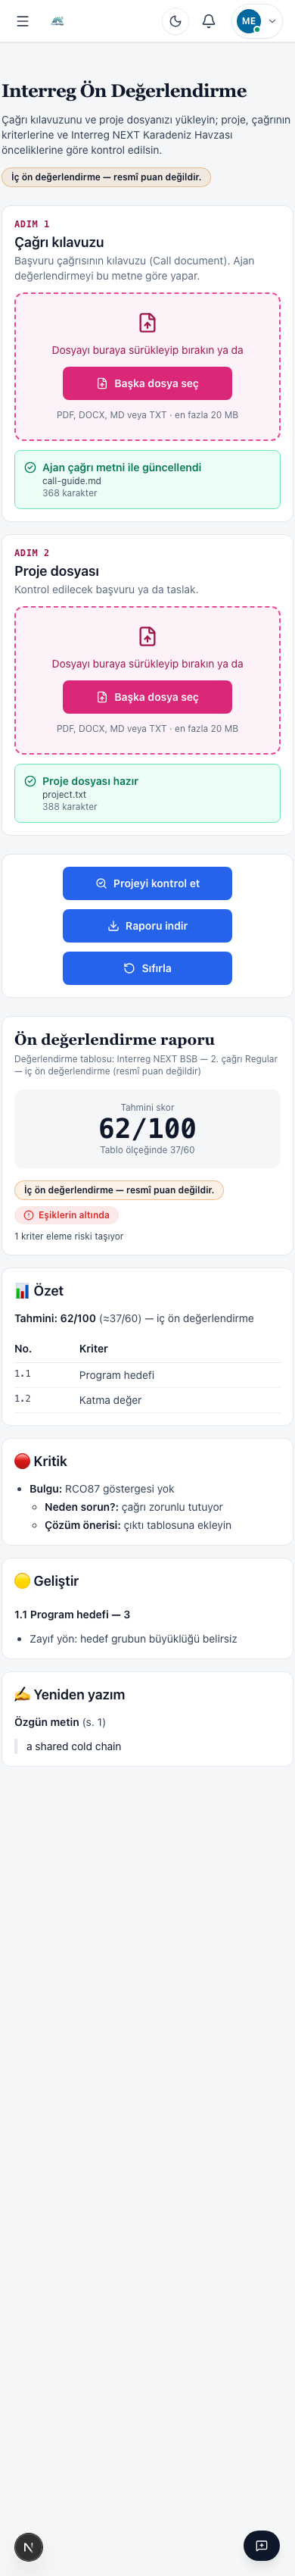 ME
Interreg Ön Değerlendirme
Çağrı kılavuzunu ve proje dosyanızı yükleyin; proje, çağrının
kriterlerine ve Interreg NEXT Karadeniz Havzası
önceliklerine göre kontrol edilsin.
İç ön değerlendirme — resmî puan değildir.
ADIM 1
Çağrı kılavuzu
Başvuru çağrısının kılavuzu (Call document). Ajan
değerlendirmeyi bu metne göre yapar.
Dosyayı buraya sürükleyip bırakın ya da
Başka dosya seç
PDF, DOCX, MD veya TXT · en fazla 20 MB
Ajan çağrı metni ile güncellendi
call-guide.md
368 karakter
ADIM 2
Proje dosyası
Kontrol edilecek başvuru ya da taslak.
Dosyayı buraya sürükleyip bırakın ya da
Başka dosya seç
PDF, DOCX, MD veya TXT · en fazla 20 MB
Proje dosyası hazır
project.txt
388 karakter
Projeyi kontrol et
Raporu indir
Sıfırla
Ön değerlendirme raporu
Değerlendirme tablosu: Interreg NEXT BSB — 2. çağrı Regular
— iç ön değerlendirme (resmî puan değildir)
Tahmini skor
62/100
Tablo ölçeğinde 37/60
İç ön değerlendirme — resmî puan değildir.
Eşiklerin altında
1 kriter eleme riski taşıyor
Özet
Tahmini: 62/100 (≈37/60) — iç ön değerlendirme
No. Kriter
1.1 Program hedefi
1.2 Katma değer
Kritik
Bulgu: RCO87 göstergesi yok
Neden sorun?: çağrı zorunlu tutuyor
Çözüm önerisi: çıktı tablosuna ekleyin
Geliştir
1.1 Program hedefi — 3
Zayıf yön: hedef grubun büyüklüğü belirsiz
Yeniden yazım
Özgün metin (s. 1)
a shared cold chain
N